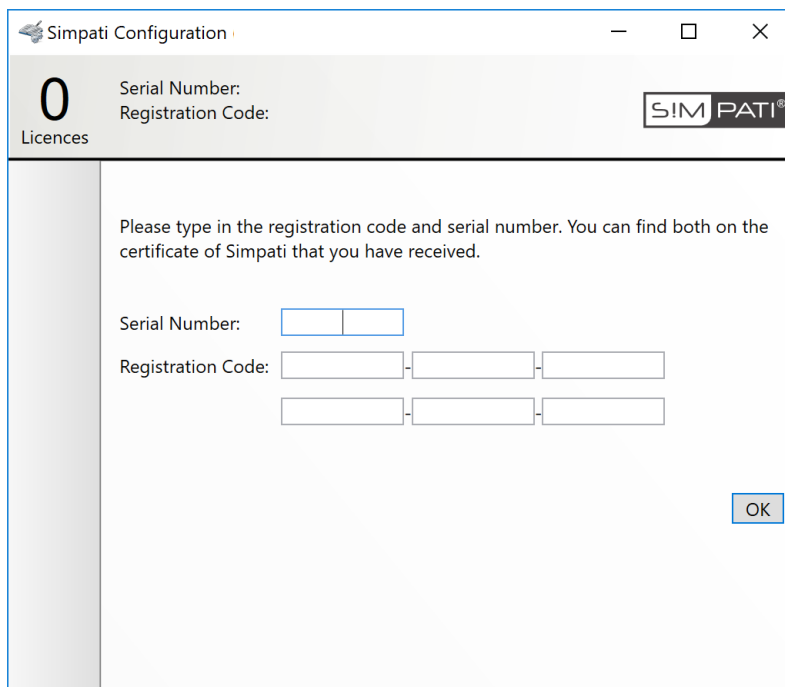 Simpati Configuration
0
Licences
Serial Number:
Registration Code:
S!MPATI®
Please type in the registration code and serial number. You can find both on the
certificate of Simpati that you have received.
Serial Number:
Registration Code:
-
-
-
-
OK